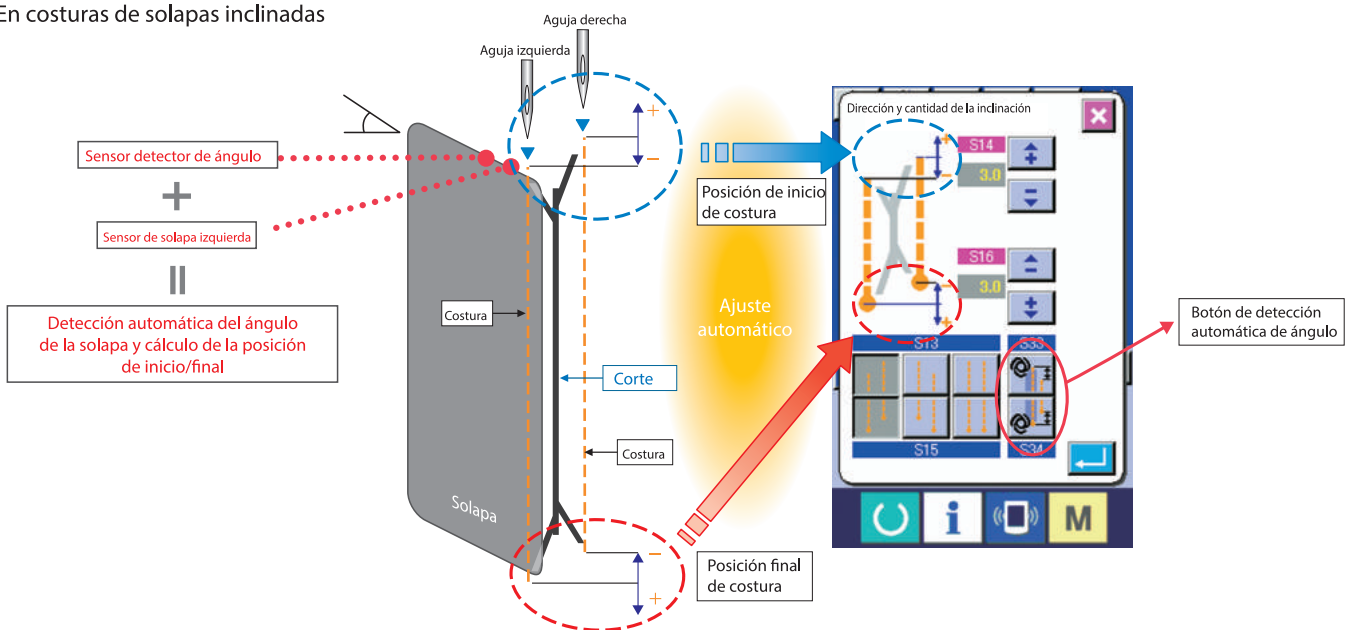 En costuras de solapas inclinadas
Aguja derecha
Aguja izquierda
Sensor detector de ángulo
+
Sensor de solapa izquierda
=
Detección automática del ángulo
de la solapa y cálculo de la posición
de inicio/final
+
−
Costura
Corte
Costura
Solapa
−
+
Posición de inicio
de costura
Ajuste
automático
Posición final
de costura
Dirección y cantidad de la inclinación
+
−
S14
3.0
S16
3.0
−
+
S13
S33
S15
S34
i
M
Botón de detección
automática de ángulo